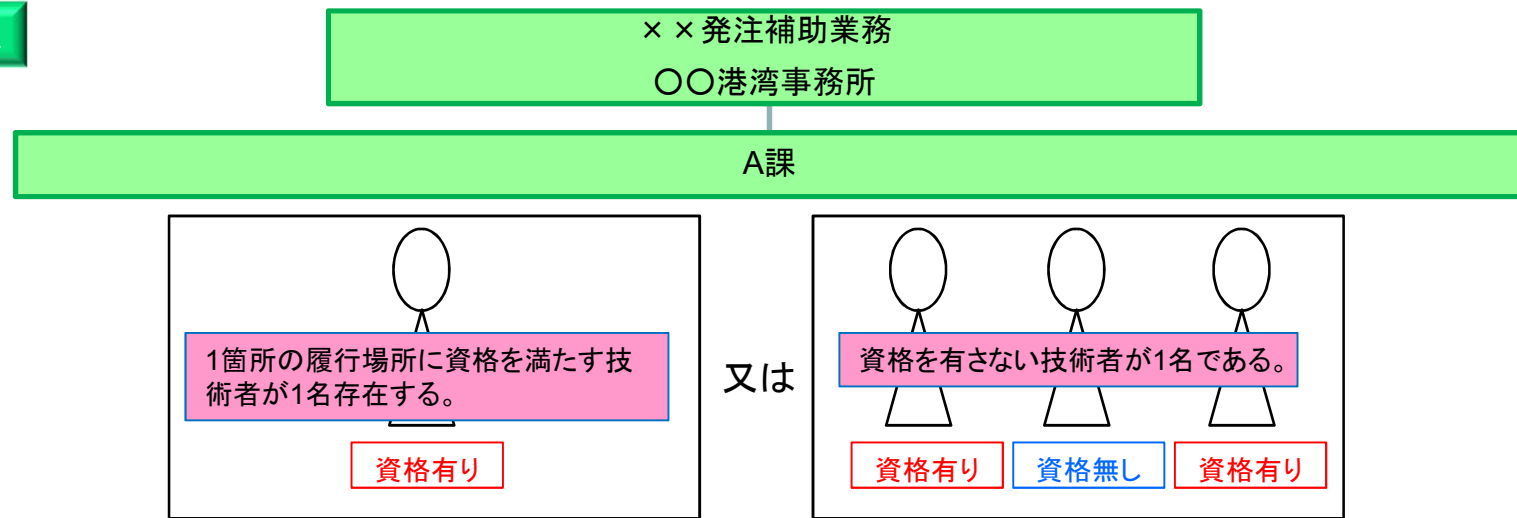 ××発注補助業務
〇〇港湾事務所
A課
1箇所の履行場所に資格を満たす技
術者が1名存在する。
資格有り
又は
資格を有さない技術者が1名である。
資格有り
資格無し
資格有り